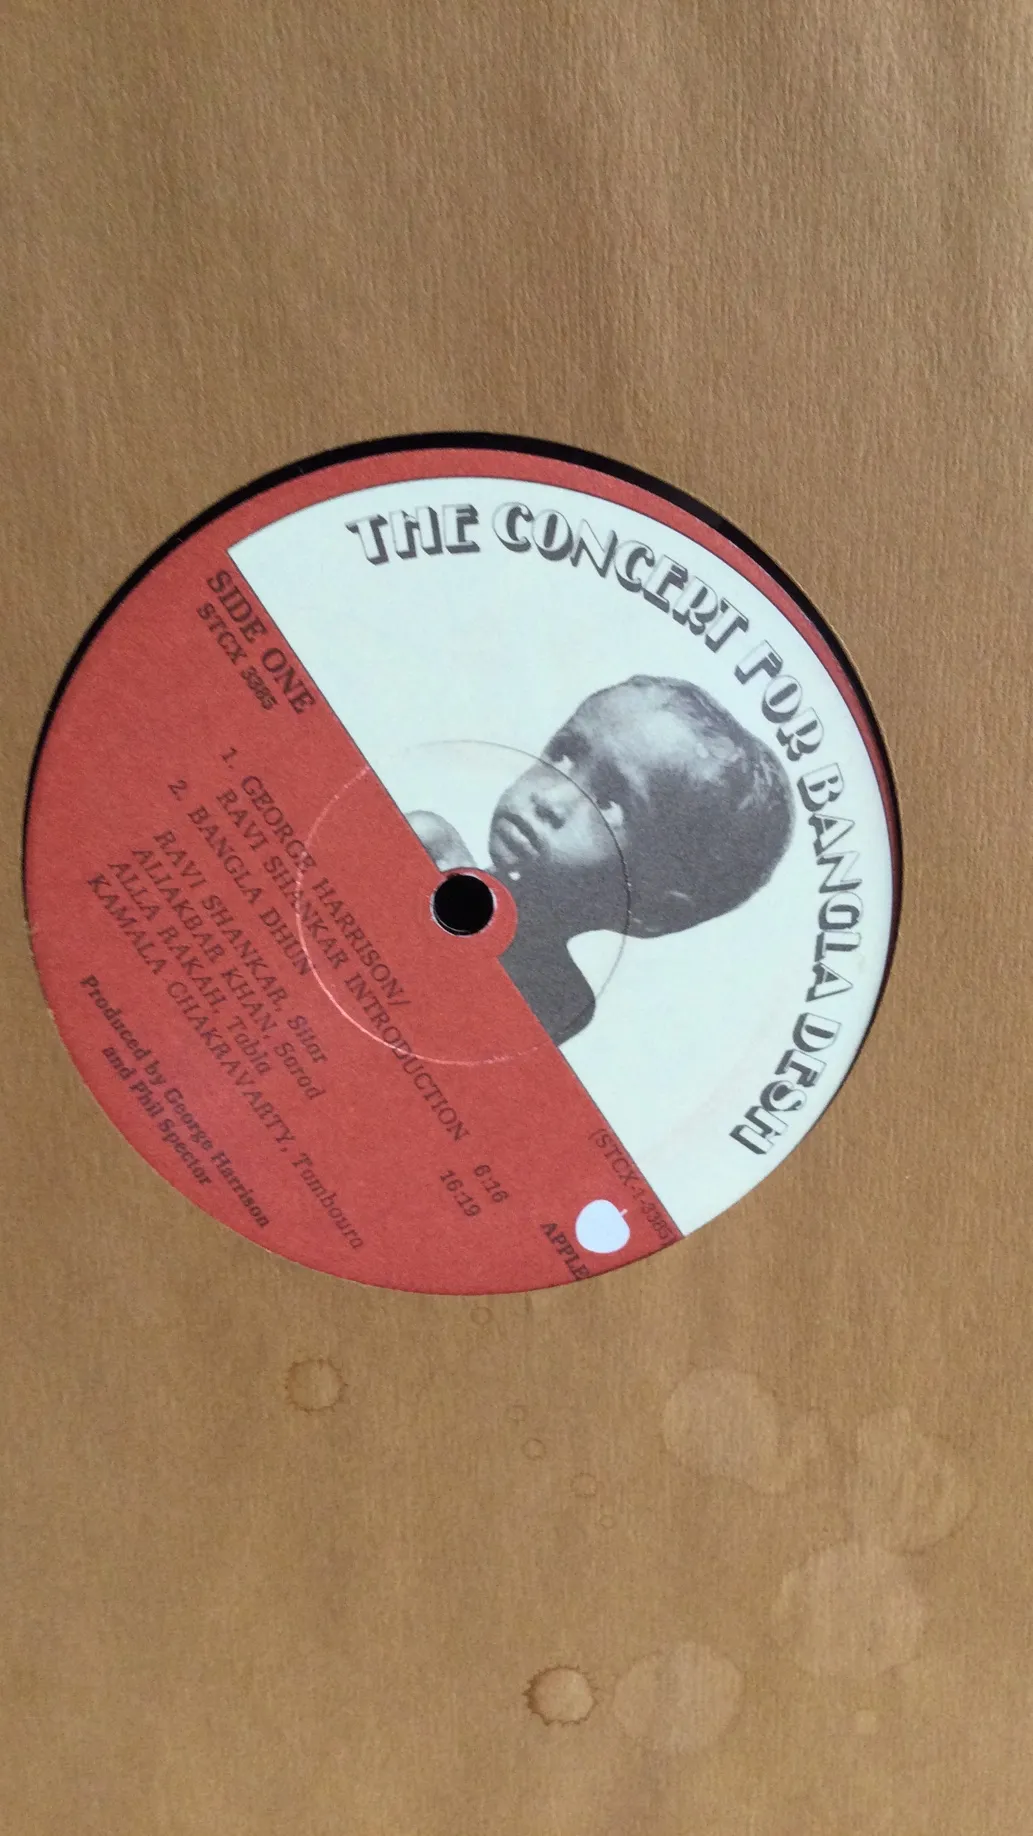 THE CONCERT FOR BANGLA DESH
SIDE ONE
STCX 3385
1. GEORGE HARRISON/
RAVI SHANKAR INTRODUCTION 6:16
2. BANGLA DHUN 16:19
RAVI SHANKAR, Sitar
ALIAKBAR KHAN, Sarod
ALLA RAKAH, Tabla
KAMALA CHAKRAVARTY, Tamboura
Produced by George Harrison
and Phil Spector
(STCX-1-3385)
APPLE